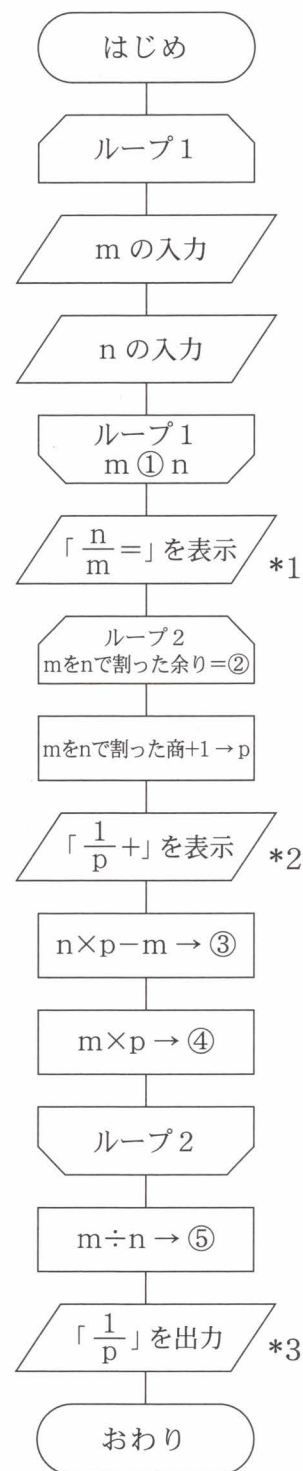 はじめ
ループ1
mの入力
nの入力
ループ1
m①n
「n/m=」を表示 *1
ループ2
mをnで割った余り=②
mをnで割った商+1→p
「1/p+」を表示 *2
n×p−m→③
m×p→④
ループ2
m÷n→⑤
「1/p」を出力 *3
おわり